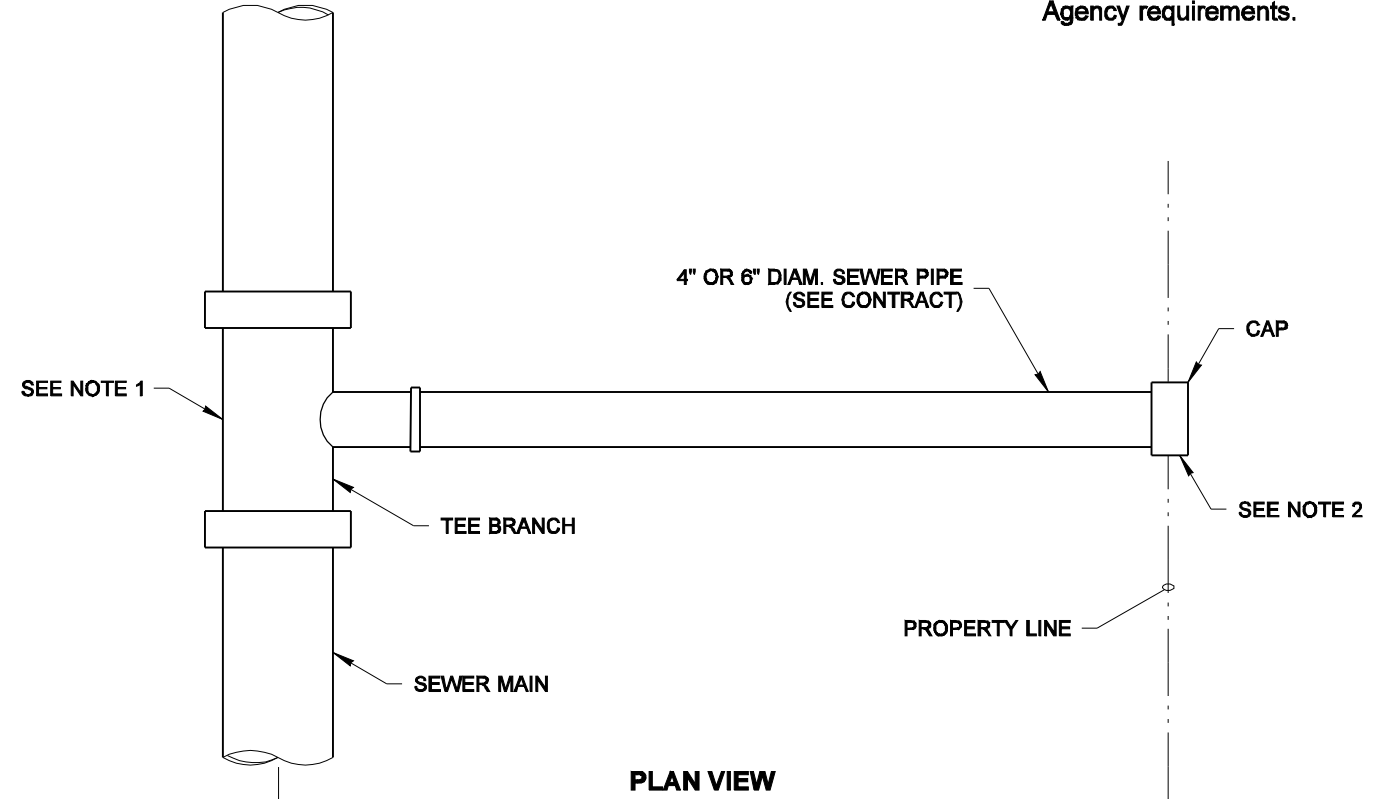 Agency requirements.
4" OR 6" DIAM. SEWER PIPE
(SEE CONTRACT)
CAP
SEE NOTE 1
SEE NOTE 2
TEE BRANCH
PROPERTY LINE
SEWER MAIN
PLAN VIEW